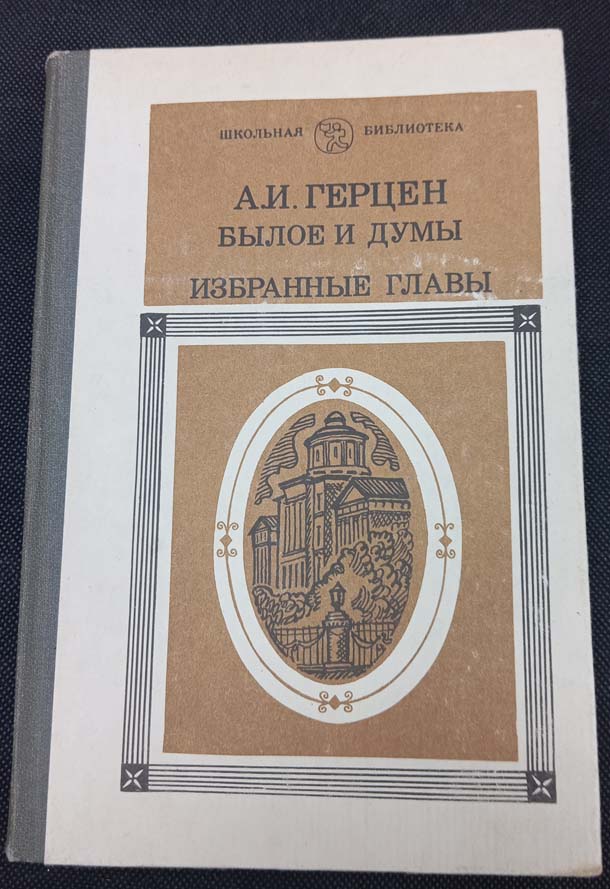 ШКОЛЬНАЯ БИБЛИОТЕКА
А.И. ГЕРЦЕН
БЫЛОЕ И ДУМЫ
ИЗБРАННЫЕ ГЛАВЫ